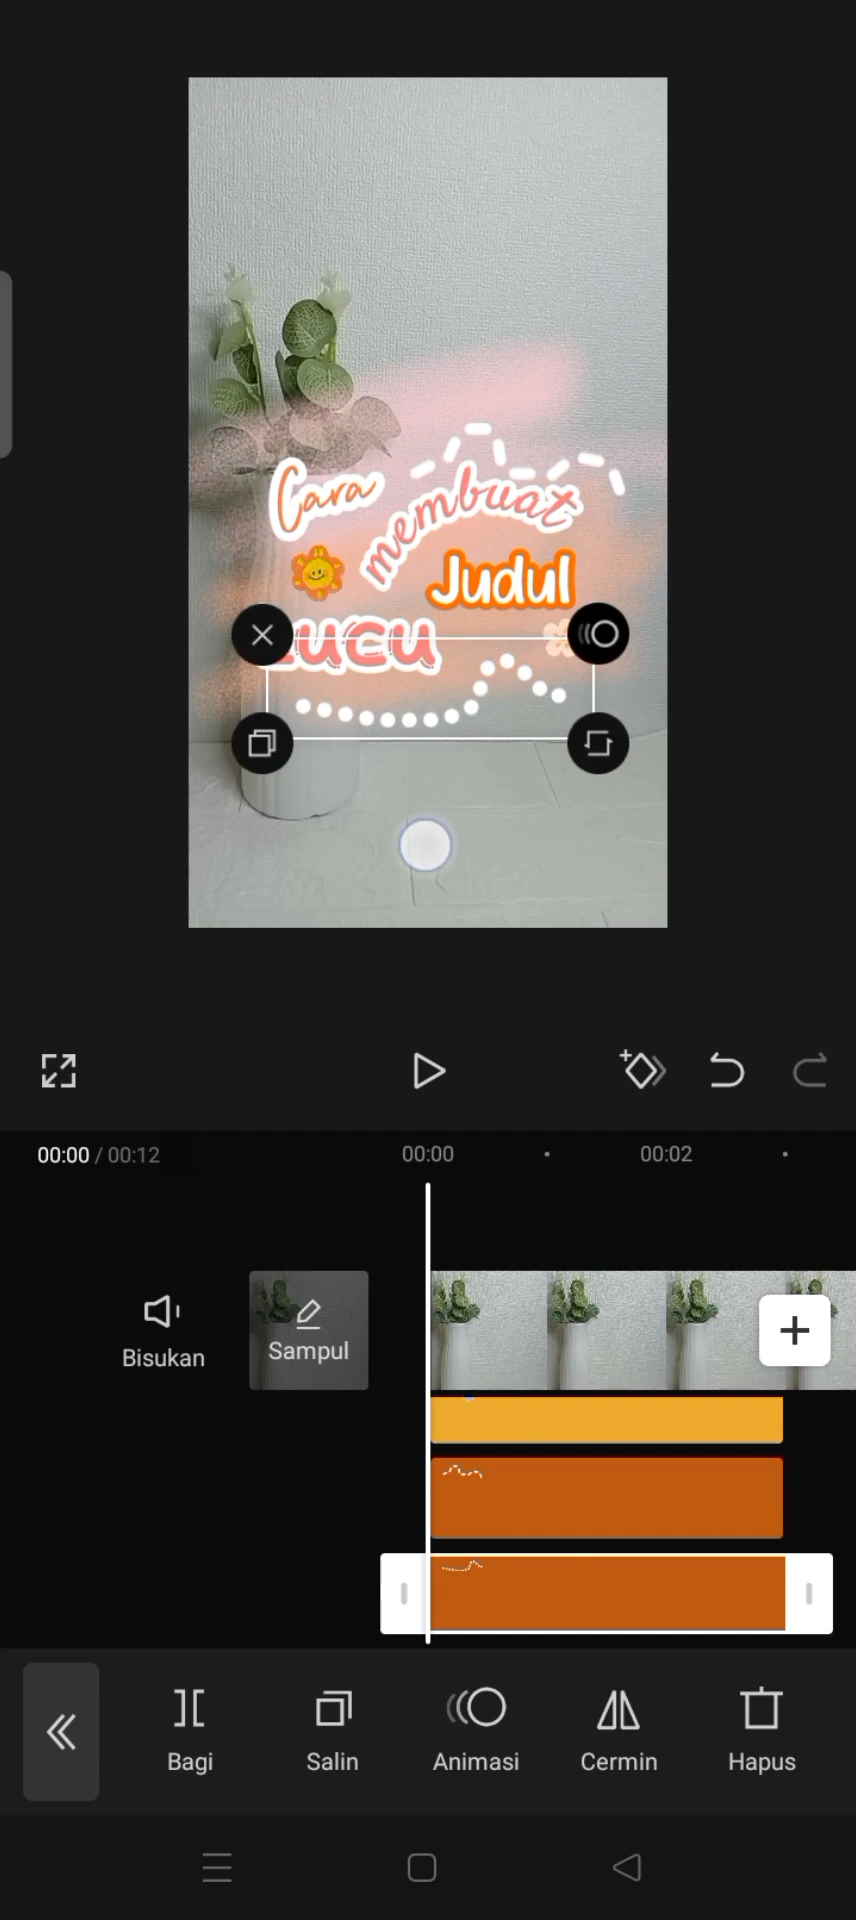 Cara
membuat
Judul
LUCU
00:00 / 00:12
00:00
00:02
Bisukan
Sampul
Bagi
Salin
Animasi
Cermin
Hapus